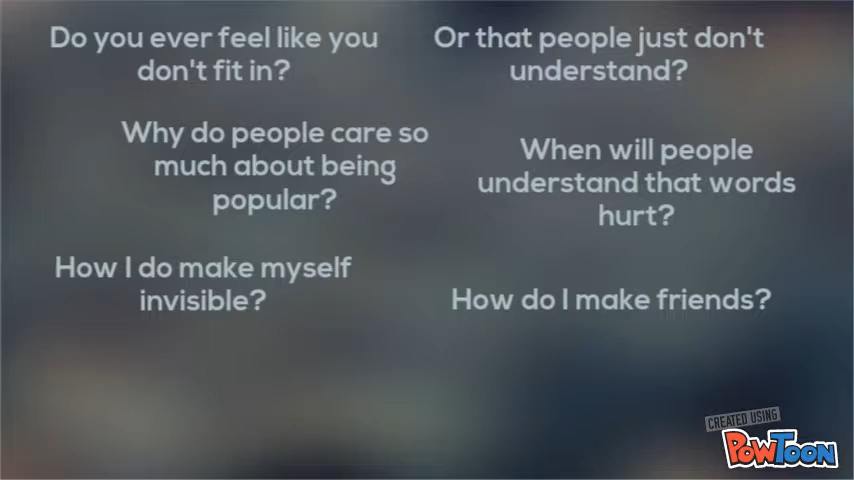 Do you ever feel like you
don't fit in?
Or that people just don't
understand?
Why do people care so
much about being
popular?
When will people
understand that words
hurt?
How I do make myself
invisible?
How do I make friends?
CREATED USING
POWTOON